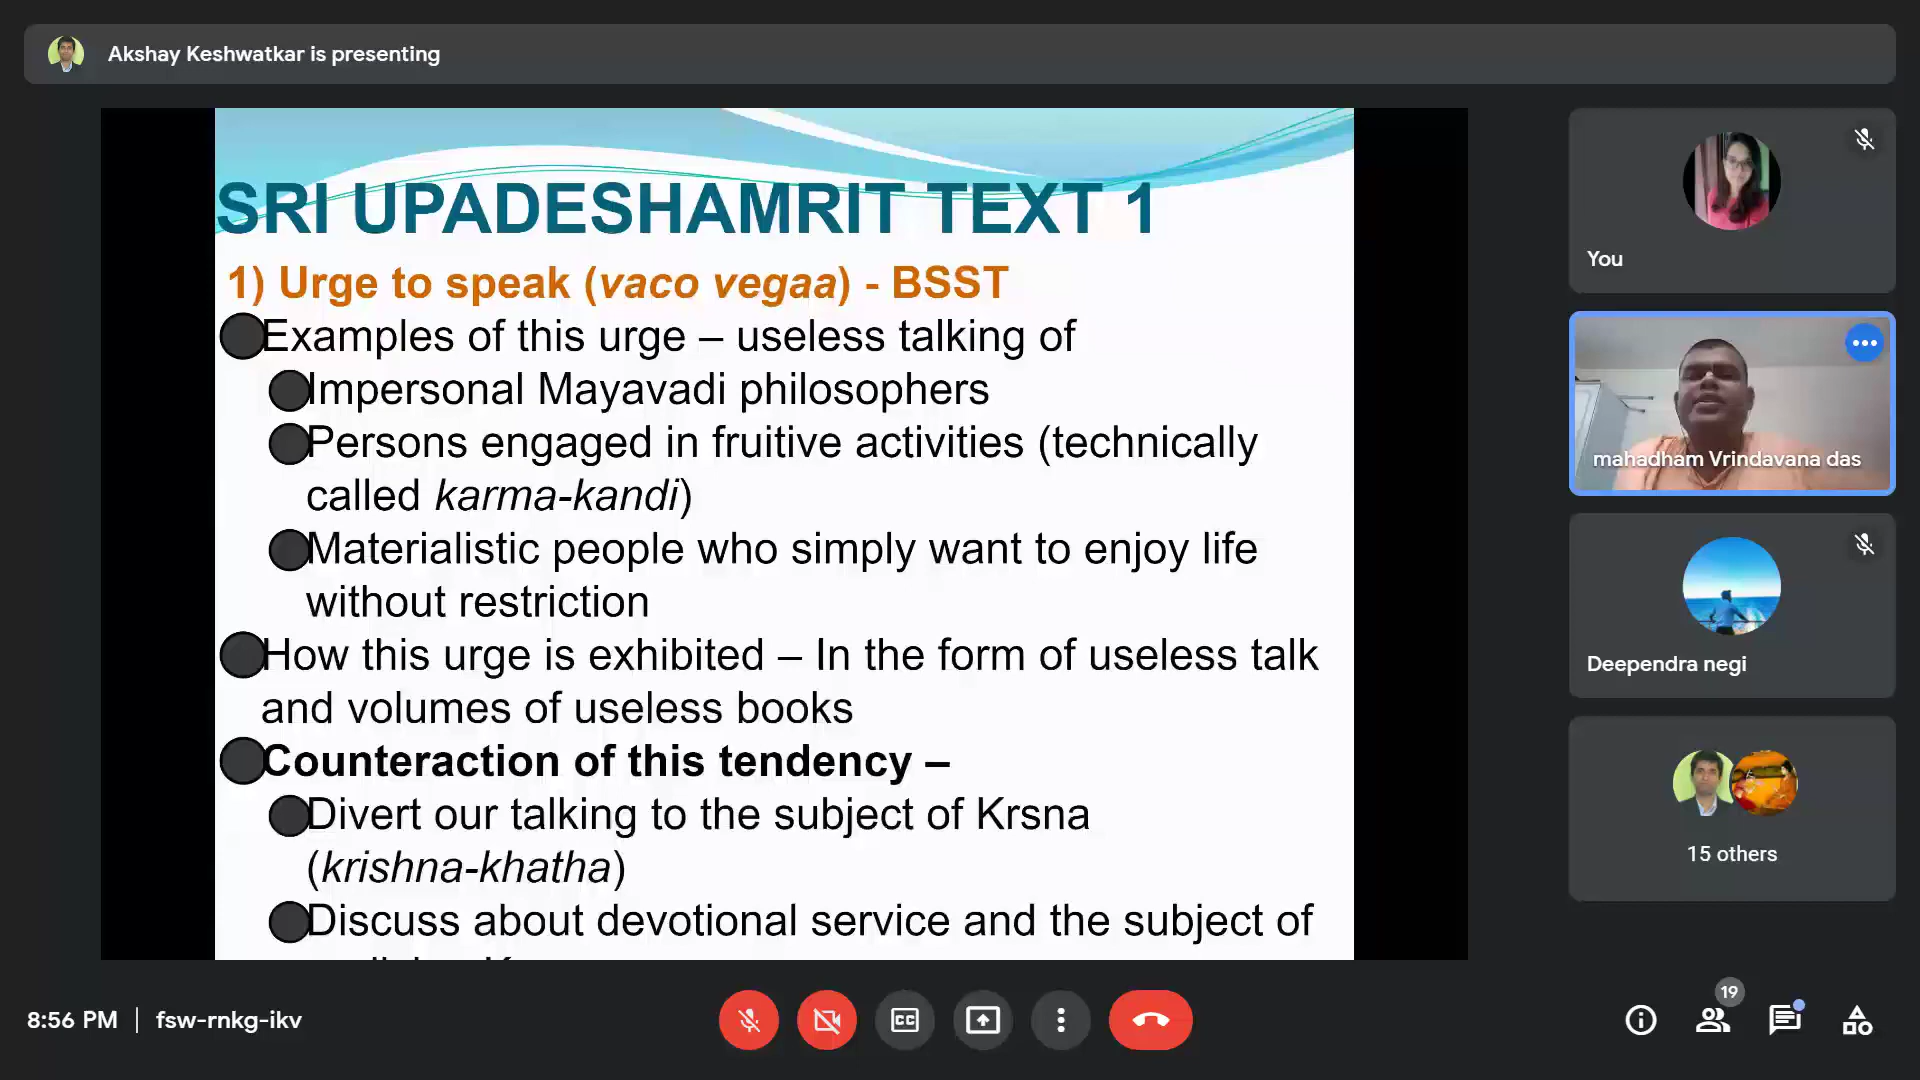 Akshay Keshwatkar is presenting
SRI UPADESHAMRIT TEXT 1
1) Urge to speak (vaco vegaa) - BSST
Examples of this urge – useless talking of
Impersonal Mayavadi philosophers
Persons engaged in fruitive activities (technically
called karma-kandi)
Materialistic people who simply want to enjoy life
without restriction
How this urge is exhibited – In the form of useless talk
and volumes of useless books
Counteraction of this tendency –
Divert our talking to the subject of Krsna
(krishna-khatha)
Discuss about devotional service and the subject of
You
mahadham Vrindavana das
Deependra negi
15 others
8:56 PM | fsw-rnkg-ikv
CC
19